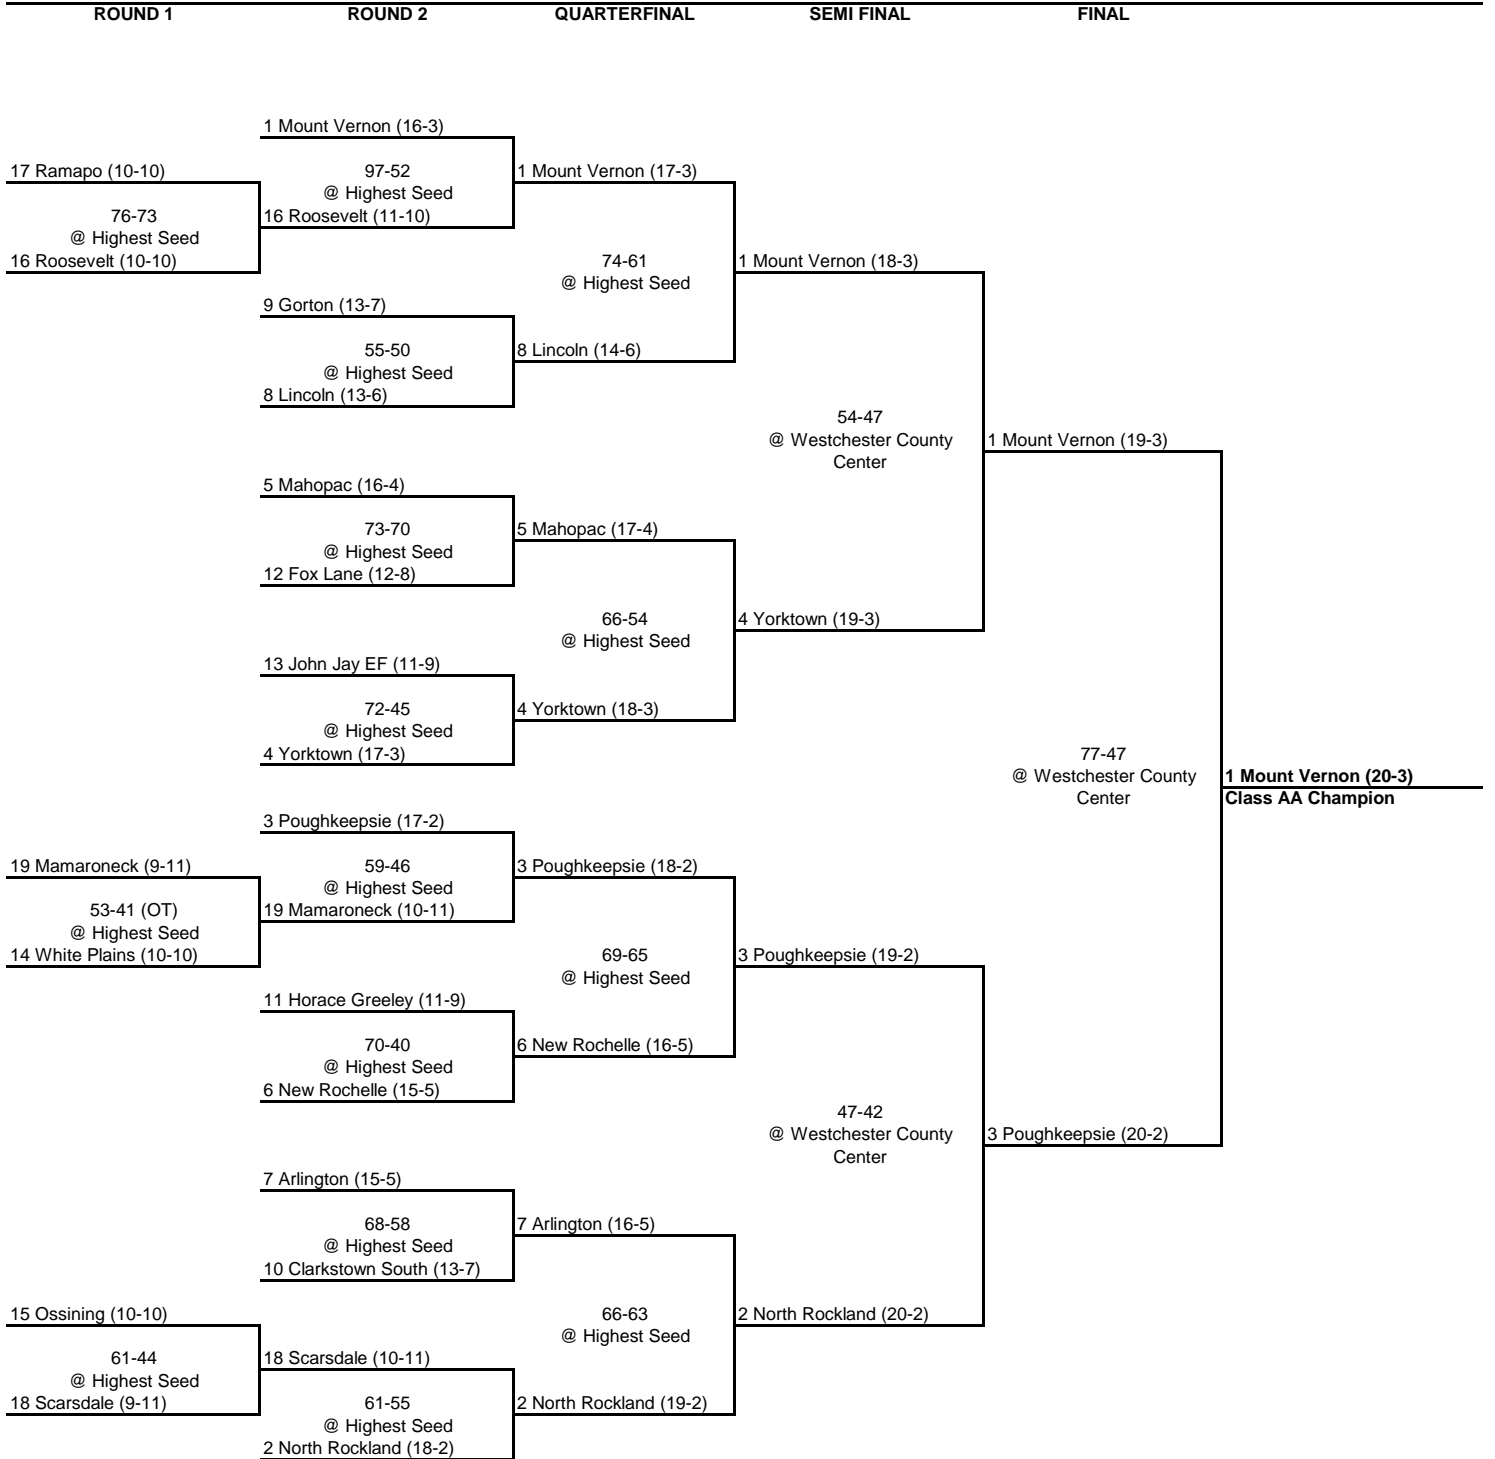 ROUND 1 ROUND 2 QUARTERFINAL SEMI FINAL FINAL
1 Mount Vernon (16-3)
17 Ramapo (10-10) 97-52 1 Mount Vernon (17-3)
@ Highest Seed
76-73 16 Roosevelt (11-10)
@ Highest Seed
16 Roosevelt (10-10) 74-61 1 Mount Vernon (18-3)
@ Highest Seed
9 Gorton (13-7)
55-50 8 Lincoln (14-6)
@ Highest Seed
8 Lincoln (13-6)
54-47
@ Westchester County 1 Mount Vernon (19-3)
Center
5 Mahopac (16-4)
73-70 5 Mahopac (17-4)
@ Highest Seed
12 Fox Lane (12-8)
66-54 4 Yorktown (19-3)
@ Highest Seed
13 John Jay EF (11-9)
72-45 4 Yorktown (18-3)
@ Highest Seed
4 Yorktown (17-3) 77-47
@ Westchester County 1 Mount Vernon (20-3)
Center Class AA Champion
3 Poughkeepsie (17-2)
19 Mamaroneck (9-11) 59-46 3 Poughkeepsie (18-2)
@ Highest Seed
53-41 (OT) 19 Mamaroneck (10-11)
@ Highest Seed
14 White Plains (10-10) 69-65 3 Poughkeepsie (19-2)
@ Highest Seed
11 Horace Greeley (11-9)
70-40 6 New Rochelle (16-5)
@ Highest Seed
6 New Rochelle (15-5)
47-42
@ Westchester County 3 Poughkeepsie (20-2)
Center
7 Arlington (15-5)
68-58 7 Arlington (16-5)
@ Highest Seed
10 Clarkstown South (13-7)
15 Ossining (10-10) 66-63 2 North Rockland (20-2)
@ Highest Seed
61-44 18 Scarsdale (10-11)
@ Highest Seed
18 Scarsdale (9-11) 61-55 2 North Rockland (19-2)
@ Highest Seed
2 North Rockland (18-2)